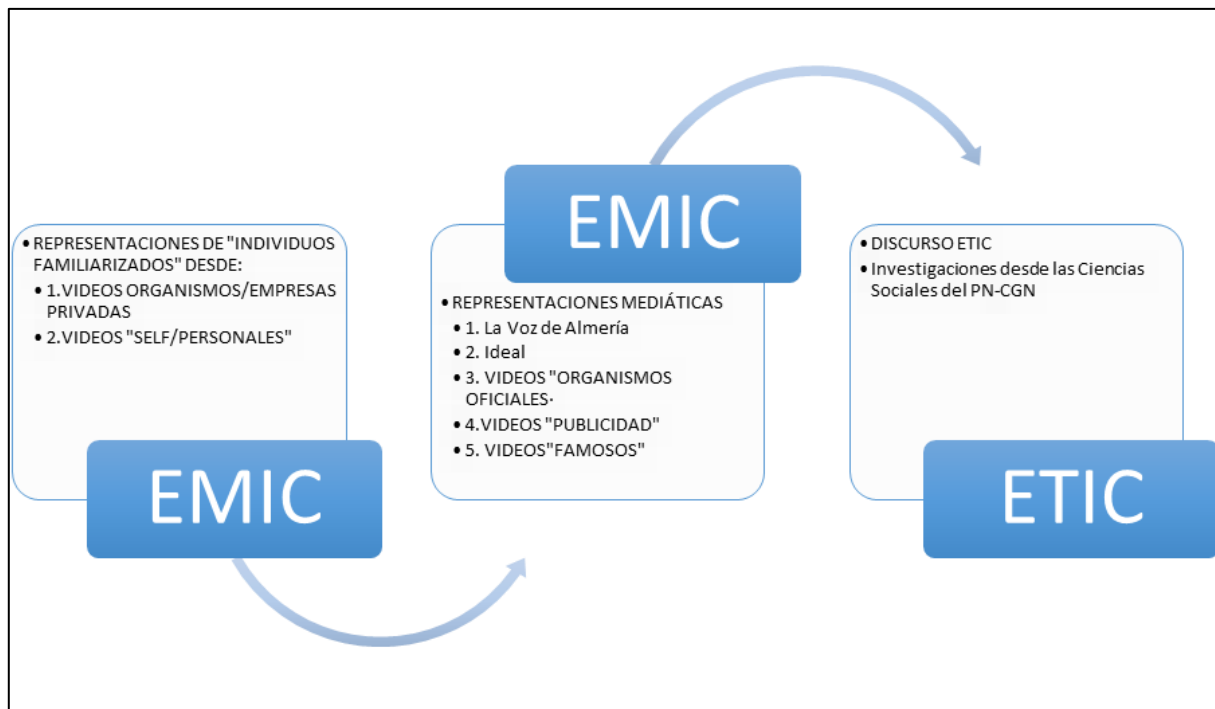 • REPRESENTACIONES DE "INDIVIDUOS
FAMILIARIZADOS" DESDE:
• 1.VIDEOS ORGANISMOS/EMPRESAS
PRIVADAS
• 2.VIDEOS "SELF/PERSONALES"
EMIC
EMIC
• REPRESENTACIONES MEDIÁTICAS
• 1. La Voz de Almería
• 2. Ideal
• 3. VIDEOS "ORGANISMOS
OFICIALES·
• 4.VIDEOS "PUBLICIDAD"
• 5. VIDEOS"FAMOSOS"
• DISCURSO ETIC
• Investigaciones desde las Ciencias
Sociales del PN-CGN
ETIC